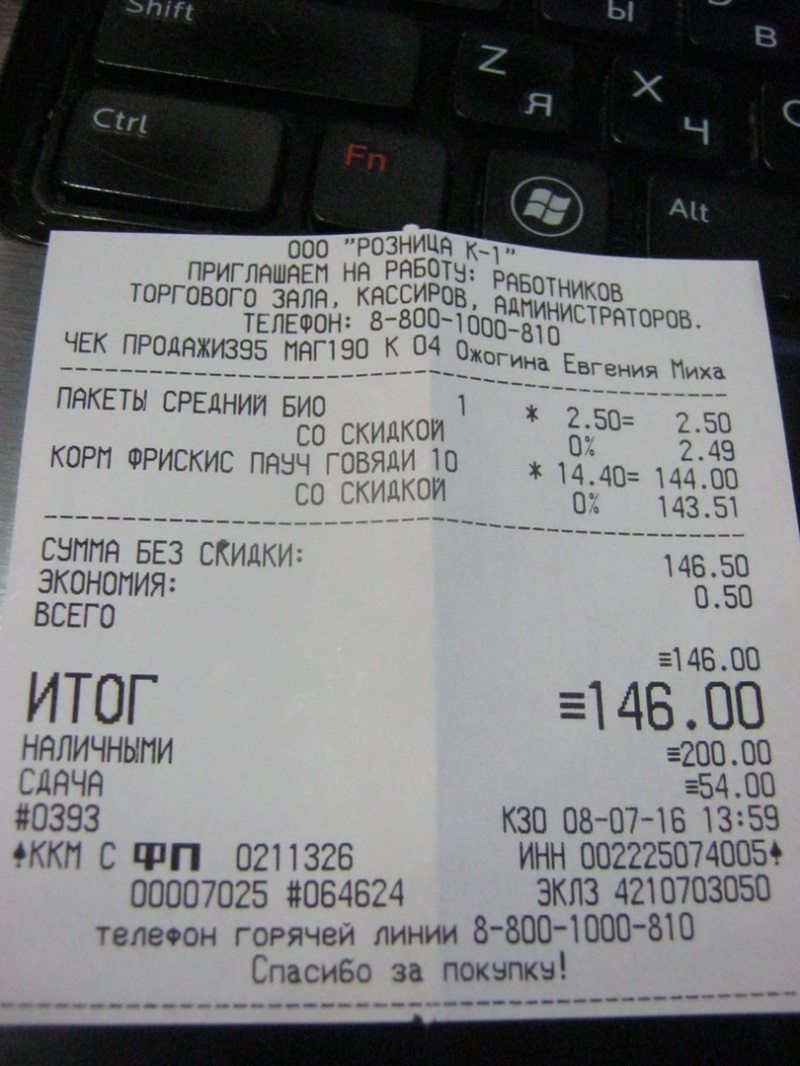 Shift
Ы
В
Z
Я
X
Ч
Ctrl
Fn
Alt
ООО "РОЗНИЦА К-1"
ПРИГЛАШАЕМ НА РАБОТУ: РАБОТНИКОВ
ТОРГОВОГО ЗАЛА, КАССИРОВ, АДМИНИСТРАТОРОВ.
ТЕЛЕФОН: 8-800-1000-810
ЧЕК ПРОДАЖИ395 МАГ190 К 04 Ожогина Евгения Миха
ПАКЕТЫ СРЕДНИЙ БИО 1 * 2.50= 2.50
СО СКИДКОЙ 0% 2.49
КОРМ ФРИСКИС ПАУЧ ГОВЯДИ 10 * 14.40= 144.00
СО СКИДКОЙ 0% 143.51
СУММА БЕЗ СКИДКИ: 146.50
ЭКОНОМИЯ: 0.50
ВСЕГО
≡146.00
ИТОГ ≡146.00
НАЛИЧНЫМИ ≡200.00
СДАЧА ≡54.00
#0393 КЗО 08-07-16 13:59
♠ККМ С ФП 0211326 ИНН 002225074005♠
00007025 #064624 ЭКЛЗ 4210703050
телефон горячей линии 8-800-1000-810
Спасибо за покупку!